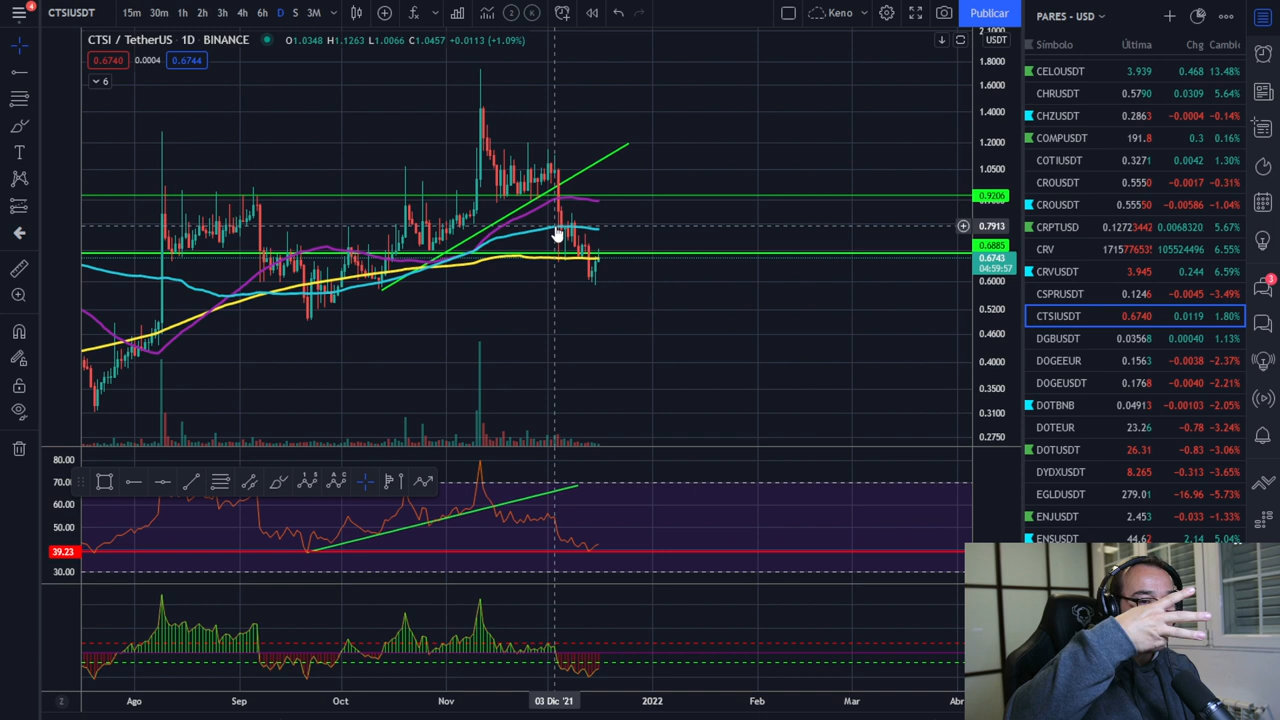 4
CTSIUSDT 15m 30m 1h 2h 3h 4h 6h D S 3M 2 K Keno Publicar
PARES - USD
CTSI / TetherUS 1D BINANCE O1.0348 H1.1263 L1.0066 C1.0457 +0.0113 (+1.09%)
USDT
0.6740 0.0004 0.6744
6
1.8000
1.6000
1.4000
1.2000
1.0500
0.9206
0.7913
0.6885
0.6743
04:59:57
0.6000
0.5200
0.4600
0.4000
0.3500
0.3100
0.2750
80.00
70.0
60.00
50.00
39.23
30.00
Z Ago Sep Oct Nov 03 Dic '21 2022 Feb Mar Abr
Símbolo Última Chg Cambi
CELOUSDT 3.939 0.468 13.48%
CHRUSDT 0.5790 0.0309 5.64%
CHZUSDT 0.2863 −0.0004 −0.14%
COMPUSDT 191.8 0.3 0.16%
COTIUSDT 0.3271 0.0042 1.30%
CROUSDT 0.5550 −0.0017 −0.31%
CROUSDT 0.55550 −0.00586 −1.04%
CRPTUSDT 0.12723442 0.0068320 5.67%
CRV 171577653 10524496 6.55%
CRVUSDT 3.945 0.244 6.59%
CSPRUSDT 0.1246 −0.0045 −3.49%
CTSIUSDT 0.6740 0.0119 1.80%
DGBUSDT 0.03568 0.00040 1.13%
DOGEEUR 0.1563 −0.0038 −2.37%
DOGEUSDT 0.1768 −0.0040 −2.21%
DOTBNB 0.04913 −0.00103 −2.05%
DOTEUR 23.26 −0.78 −3.24%
DOTUSDT 26.31 −0.83 −3.06%
DYDXUSDT 8.265 −0.313 −3.65%
EGLDUSDT 279.01 −16.96 −5.73%
ENJUSDT 2.453 −0.033 −1.33%
ENSUSDT 44.62 2.14 5.04%
3